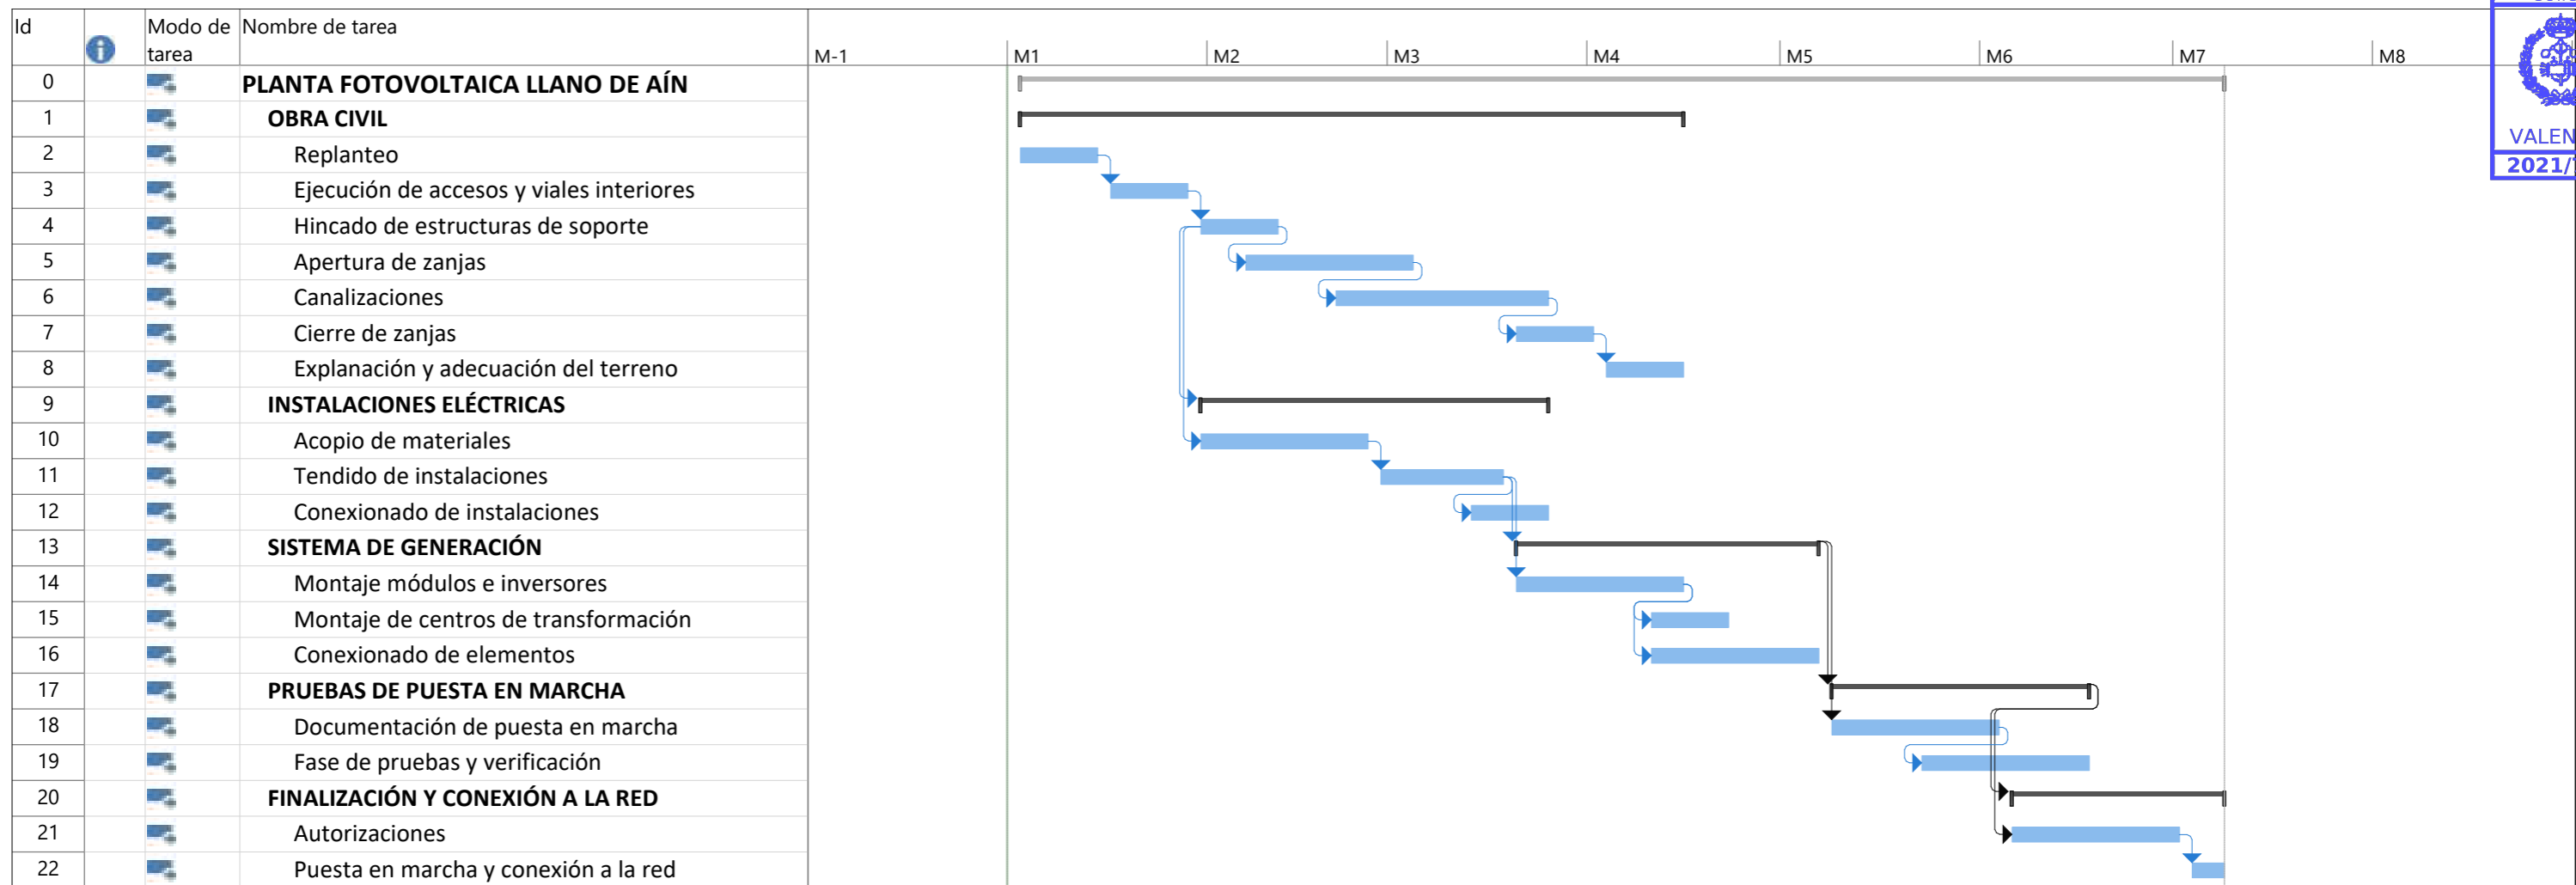 Id
Modo de tarea
Nombre de tarea
M-1 M1 M2 M3 M4 M5 M6 M7 M8
0 PLANTA FOTOVOLTAICA LLANO DE AÍN
1 OBRA CIVIL
2 Replanteo
3 Ejecución de accesos y viales interiores
4 Hincado de estructuras de soporte
5 Apertura de zanjas
6 Canalizaciones
7 Cierre de zanjas
8 Explanación y adecuación del terreno
9 INSTALACIONES ELÉCTRICAS
10 Acopio de materiales
11 Tendido de instalaciones
12 Conexionado de instalaciones
13 SISTEMA DE GENERACIÓN
14 Montaje módulos e inversores
15 Montaje de centros de transformación
16 Conexionado de elementos
17 PRUEBAS DE PUESTA EN MARCHA
18 Documentación de puesta en marcha
19 Fase de pruebas y verificación
20 FINALIZACIÓN Y CONEXIÓN A LA RED
21 Autorizaciones
22 Puesta en marcha y conexión a la red
VALEN
2021/